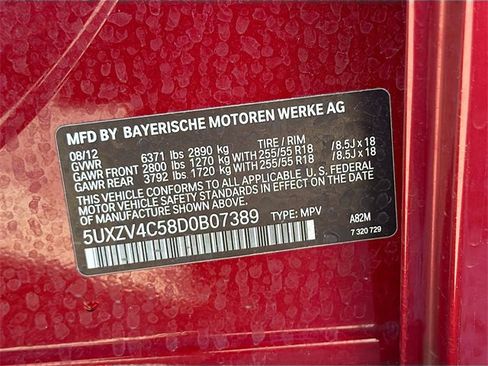 MFD BY BAYERISCHE MOTOREN WERKE AG
08/12
GVWR 6371 lbs 2890 kg TIRE / RIM
GAWR FRONT 2800 lbs 1270 kg WITH 255/55 R18 / 8.5J x 18
GAWR REAR 3792 lbs 1720 kg WITH 255/55 R18 / 8.5J x 18
THIS VEHICLE CONFORMS TO ALL APPLICABLE U.S. FEDERAL
MOTOR VEHICLE SAFETY STANDARDS IN EFFECT ON THE DATE
OF MANUFACTURE SHOWN ABOVE.
5UXZV4C58D0B07389 TYPE: MPV A82M
7 320 729